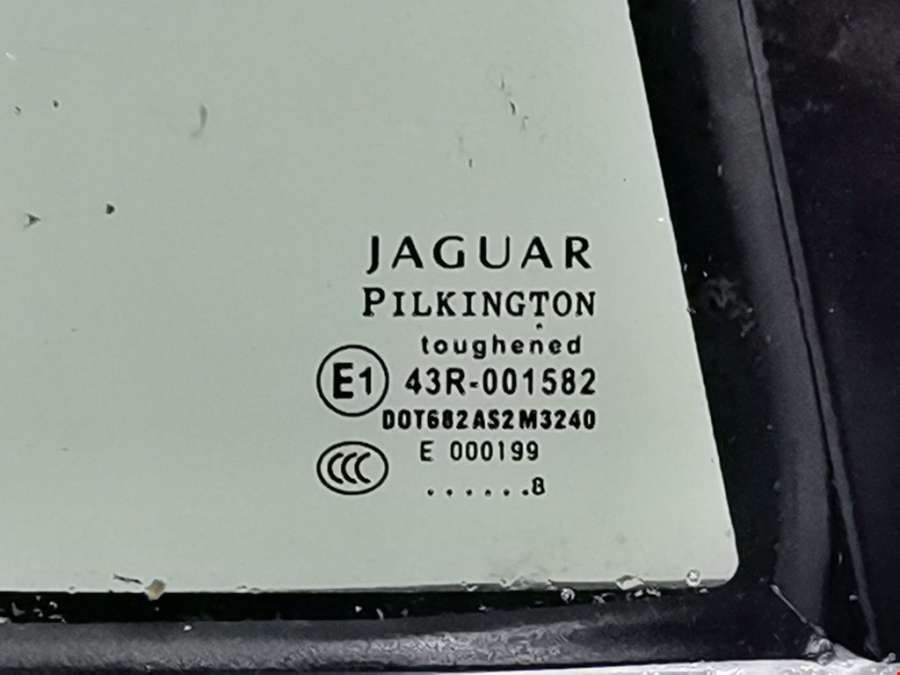 JAGUAR
PILKINGTON
toughened
E1 43R-001582
DOT682AS2M3240
E 000199
CCC
......8